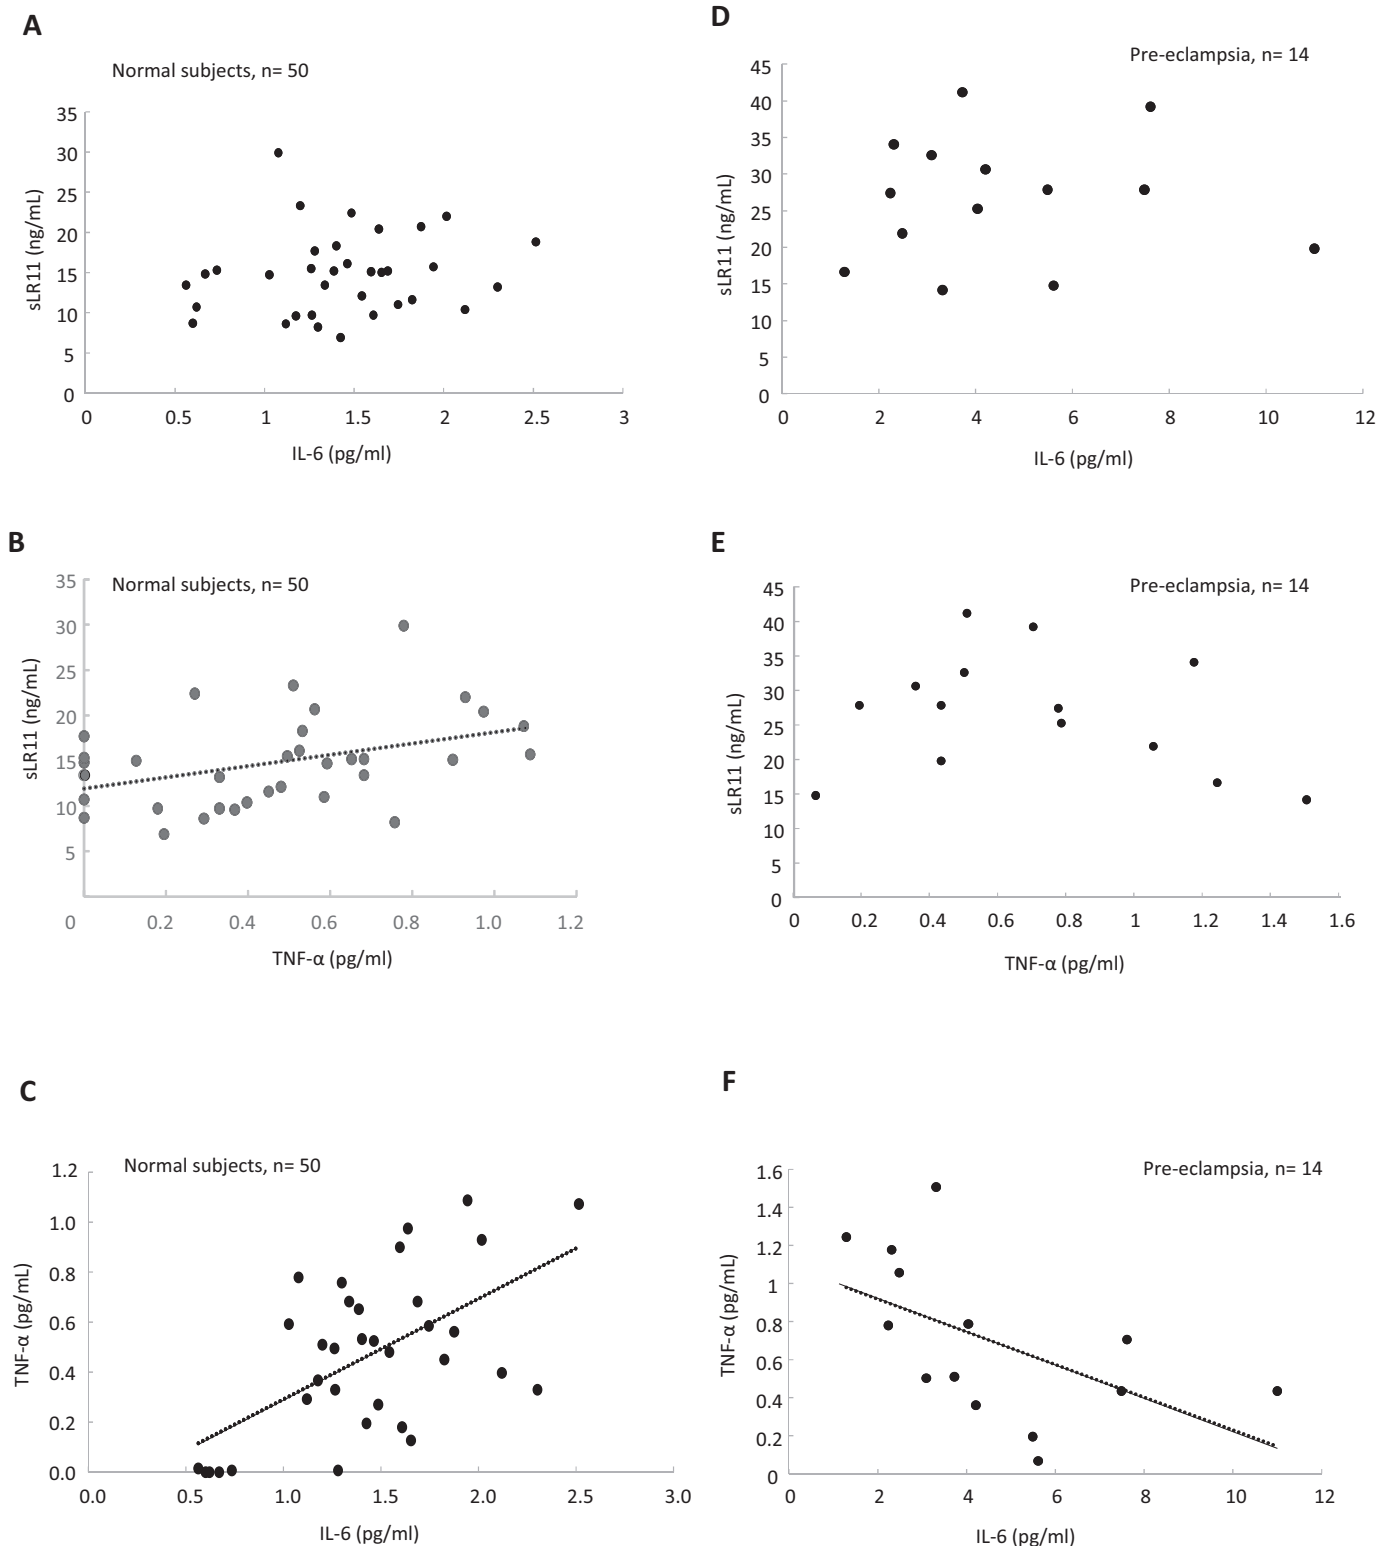 A
Normal subjects, n= 50
35
30
25
20
15
10
5
0
sLR11 (ng/mL)
0 0.5 1 1.5 2 2.5 3
IL-6 (pg/ml)
D
Pre-eclampsia, n= 14
45
40
35
30
25
20
15
10
5
0
sLR11 (ng/mL)
0 2 4 6 8 10 12
IL-6 (pg/ml)
B
Normal subjects, n= 50
35
30
25
20
15
10
5
sLR11 (ng/mL)
0 0.2 0.4 0.6 0.8 1.0 1.2
TNF-α (pg/ml)
E
Pre-eclampsia, n= 14
45
40
35
30
25
20
15
10
5
0
sLR11 (ng/mL)
0 0.2 0.4 0.6 0.8 1 1.2 1.4 1.6
TNF-α (pg/ml)
C
Normal subjects, n= 50
1.2
1.0
0.8
0.6
0.4
0.2
0.0
TNF-α (pg/mL)
0.0 0.5 1.0 1.5 2.0 2.5 3.0
IL-6 (pg/ml)
F
Pre-eclampsia, n= 14
1.6
1.4
1.2
1
0.8
0.6
0.4
0.2
0
TNF-α (pg/mL)
0 2 4 6 8 10 12
IL-6 (pg/ml)